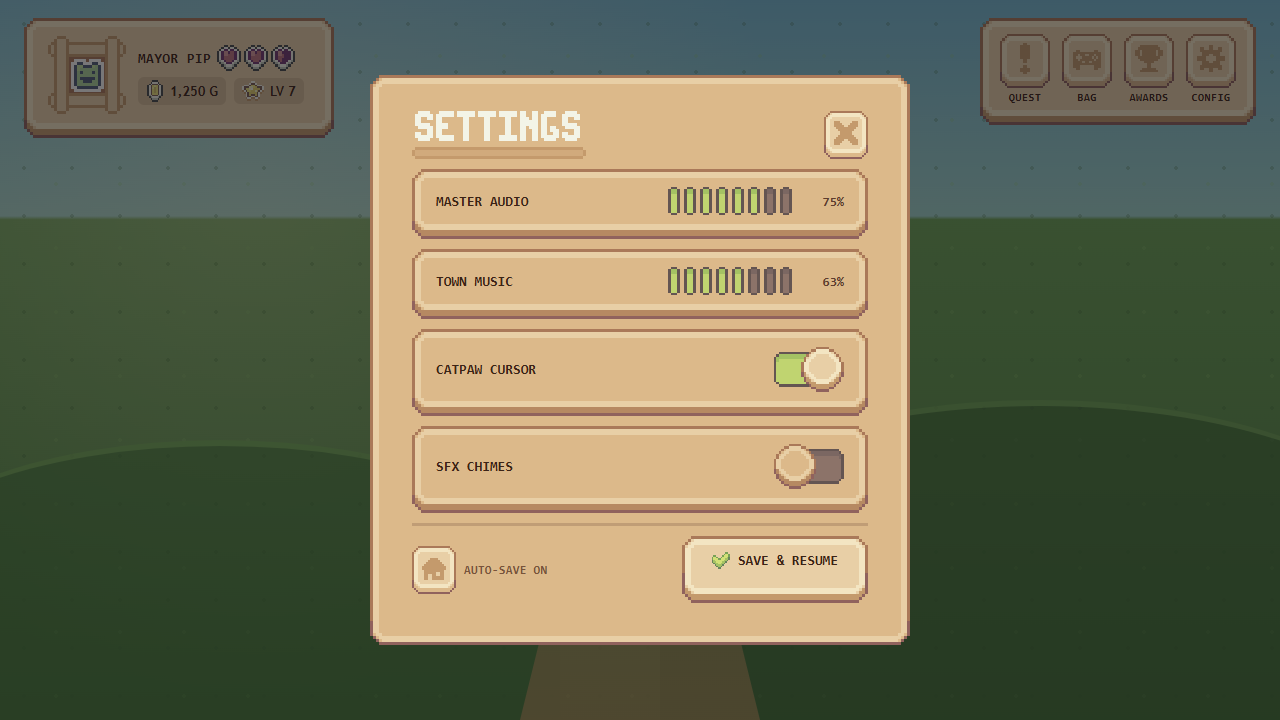 MAYOR PIP
1,250 G
LV 7
QUEST
BAG
AWARDS
CONFIG
SETTINGS
MASTER AUDIO
75%
TOWN MUSIC
63%
CATPAW CURSOR
SFX CHIMES
AUTO-SAVE ON
SAVE & RESUME